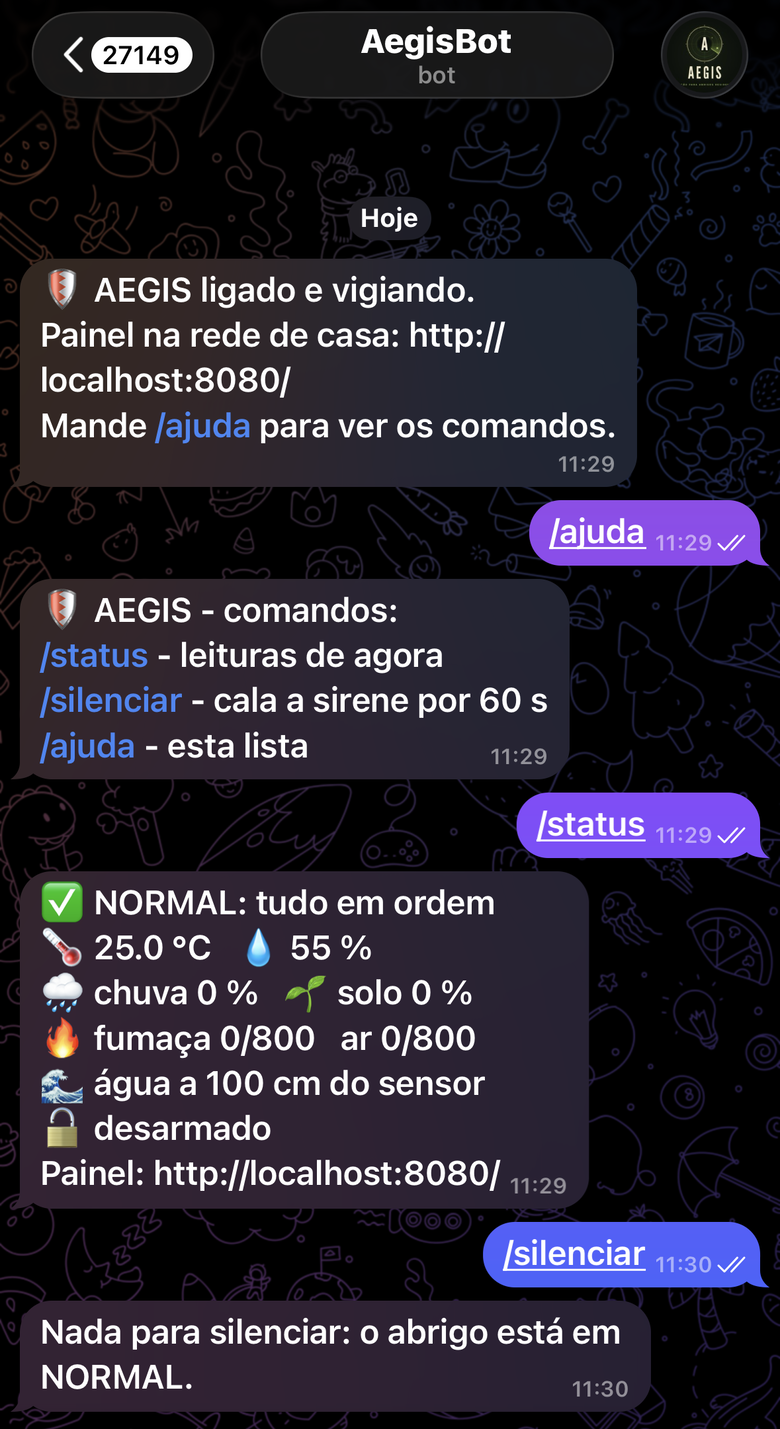 27149
AegisBot
bot
A
AEGIS
Hoje
AEGIS ligado e vigiando.
Painel na rede de casa: http://
localhost:8080/
Mande /ajuda para ver os comandos.
11:29
/ajuda 11:29
AEGIS - comandos:
/status - leituras de agora
/silenciar - cala a sirene por 60 s
/ajuda - esta lista
11:29
/status 11:29
NORMAL: tudo em ordem
25.0 °C 55 %
chuva 0 % solo 0 %
fumaça 0/800 ar 0/800
água a 100 cm do sensor
desarmado
Painel: http://localhost:8080/ 11:29
/silenciar 11:30
Nada para silenciar: o abrigo está em
NORMAL.
11:30